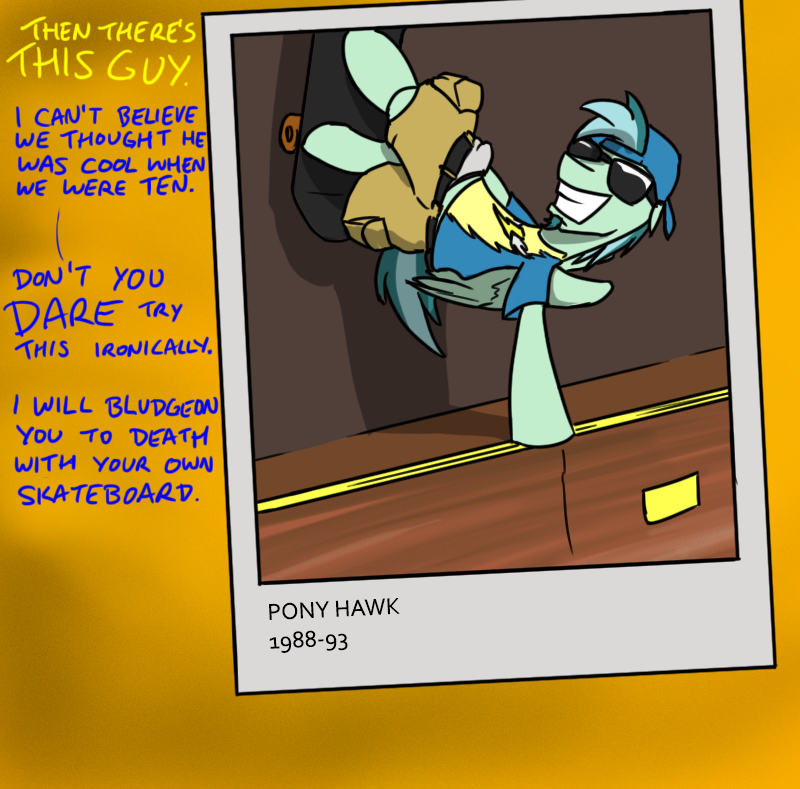 THEN THERE'S
THIS GUY.
I CAN'T BELIEVE
WE THOUGHT HE
WAS COOL WHEN
WE WERE TEN.
DON'T YOU
DARE TRY
THIS IRONICALLY.
I WILL BLUDGEON
YOU TO DEATH
WITH YOUR OWN
SKATEBOARD.
PONY HAWK
1988-93